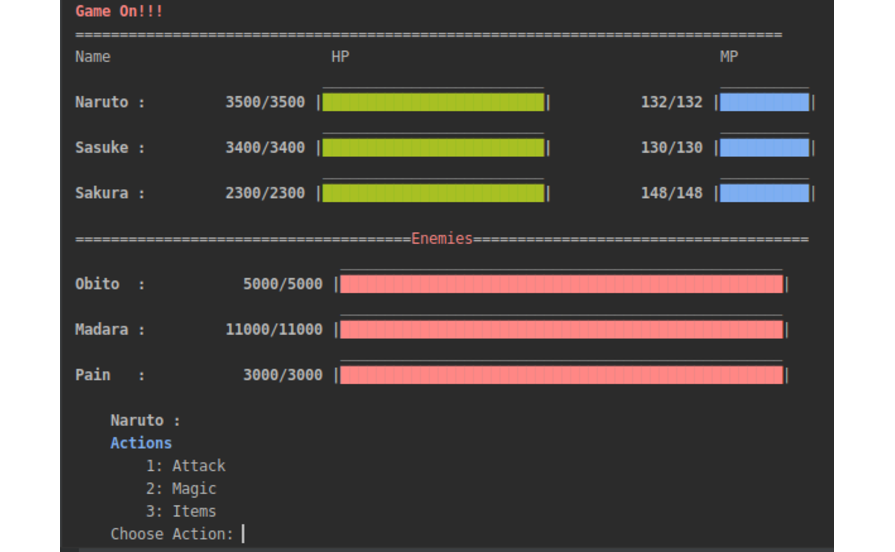 Game On!!!
================================================================================
Name HP MP
Naruto : 3500/3500 | | 132/132 | |
Sasuke : 3400/3400 | | 130/130 | |
Sakura : 2300/2300 | | 148/148 | |
======================================Enemies======================================
Obito : 5000/5000 | |
Madara : 11000/11000 | |
Pain : 3000/3000 | |
Naruto :
Actions
1: Attack
2: Magic
3: Items
Choose Action: